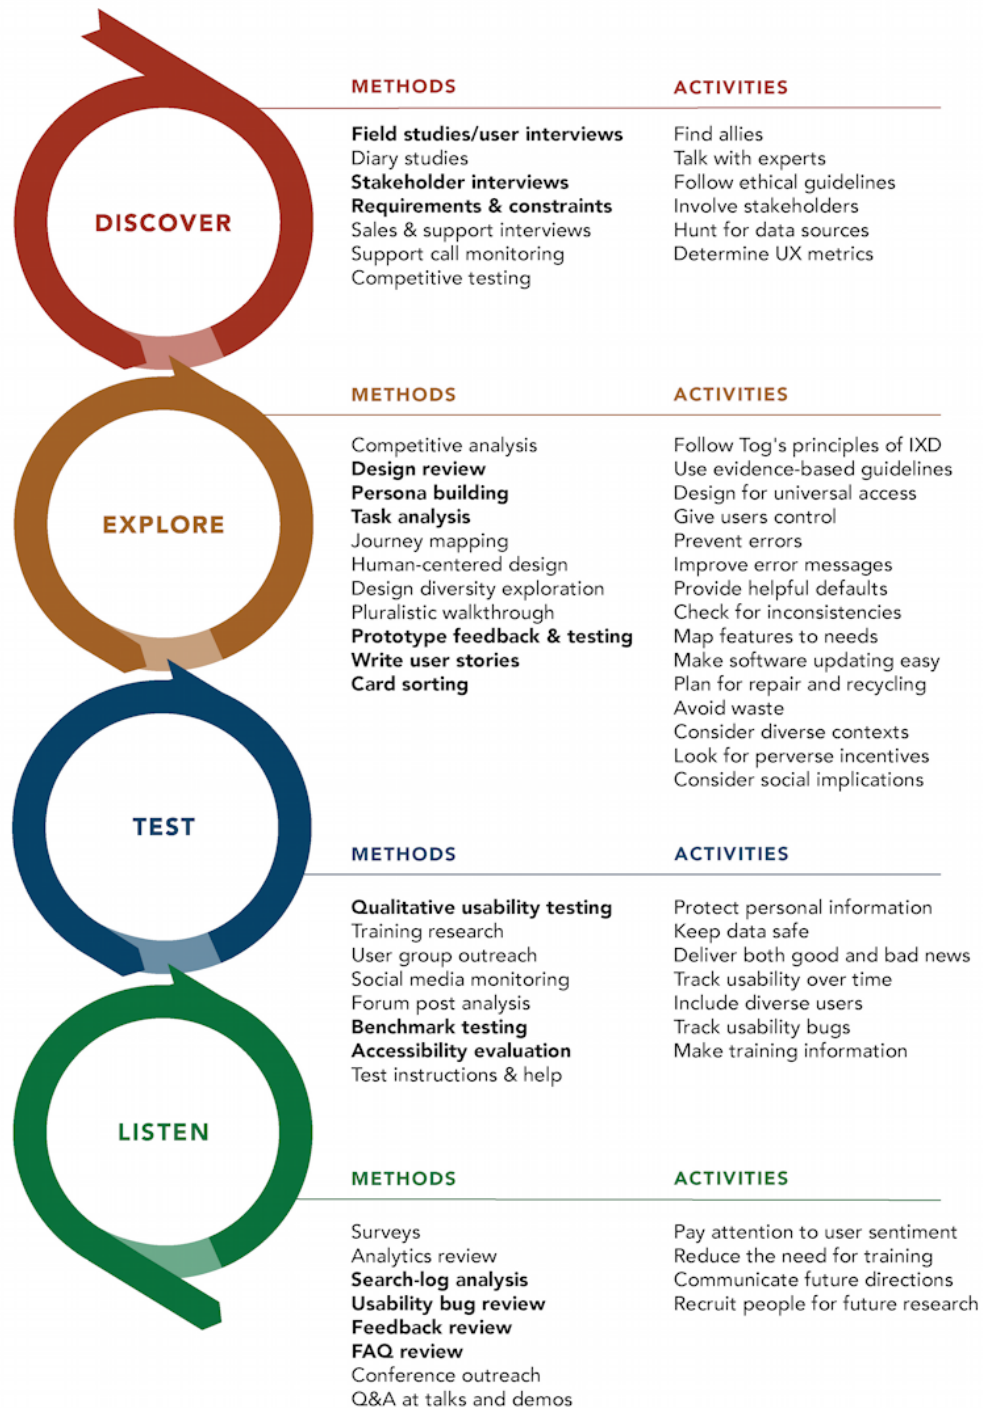 DISCOVER
METHODS
Field studies/user interviews
Diary studies
Stakeholder interviews
Requirements & constraints
Sales & support interviews
Support call monitoring
Competitive testing
ACTIVITIES
Find allies
Talk with experts
Follow ethical guidelines
Involve stakeholders
Hunt for data sources
Determine UX metrics
EXPLORE
METHODS
Competitive analysis
Design review
Persona building
Task analysis
Journey mapping
Human-centered design
Design diversity exploration
Pluralistic walkthrough
Prototype feedback & testing
Write user stories
Card sorting
ACTIVITIES
Follow Tog's principles of IXD
Use evidence-based guidelines
Design for universal access
Give users control
Prevent errors
Improve error messages
Provide helpful defaults
Check for inconsistencies
Map features to needs
Make software updating easy
Plan for repair and recycling
Avoid waste
Consider diverse contexts
Look for perverse incentives
Consider social implications
TEST
METHODS
Qualitative usability testing
Training research
User group outreach
Social media monitoring
Forum post analysis
Benchmark testing
Accessibility evaluation
Test instructions & help
ACTIVITIES
Protect personal information
Keep data safe
Deliver both good and bad news
Track usability over time
Include diverse users
Track usability bugs
Make training information
LISTEN
METHODS
Surveys
Analytics review
Search-log analysis
Usability bug review
Feedback review
FAQ review
Conference outreach
Q&A at talks and demos
ACTIVITIES
Pay attention to user sentiment
Reduce the need for training
Communicate future directions
Recruit people for future research